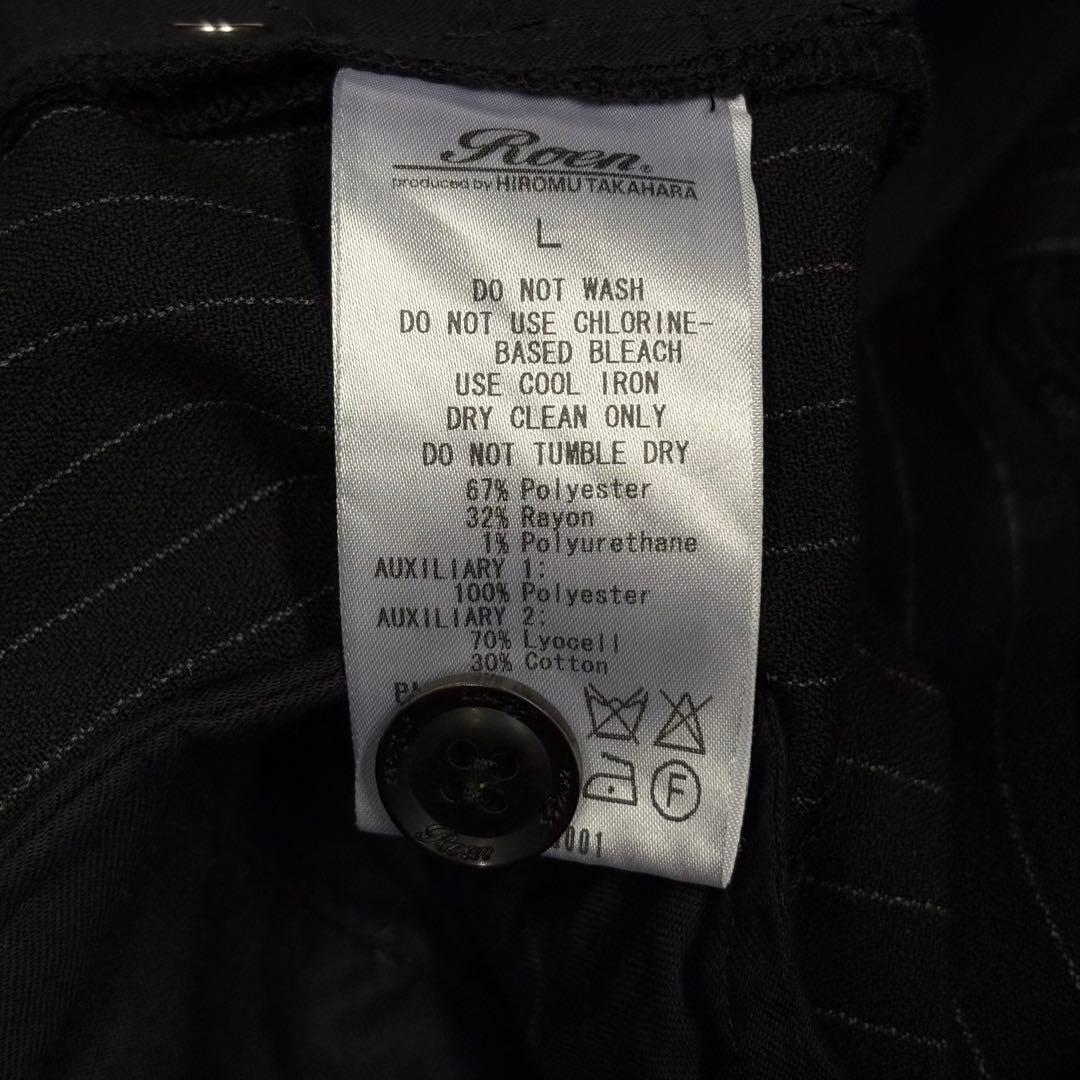 Roen.
produced by HIROMU TAKAHARA
L
DO NOT WASH
DO NOT USE CHLORINE-
BASED BLEACH
USE COOL IRON
DRY CLEAN ONLY
DO NOT TUMBLE DRY
67% Polyester
32% Rayon
1% Polyurethane
AUXILIARY 1:
100% Polyester
AUXILIARY 2:
70% Lyocell
30% Cotton
F
001
Roen